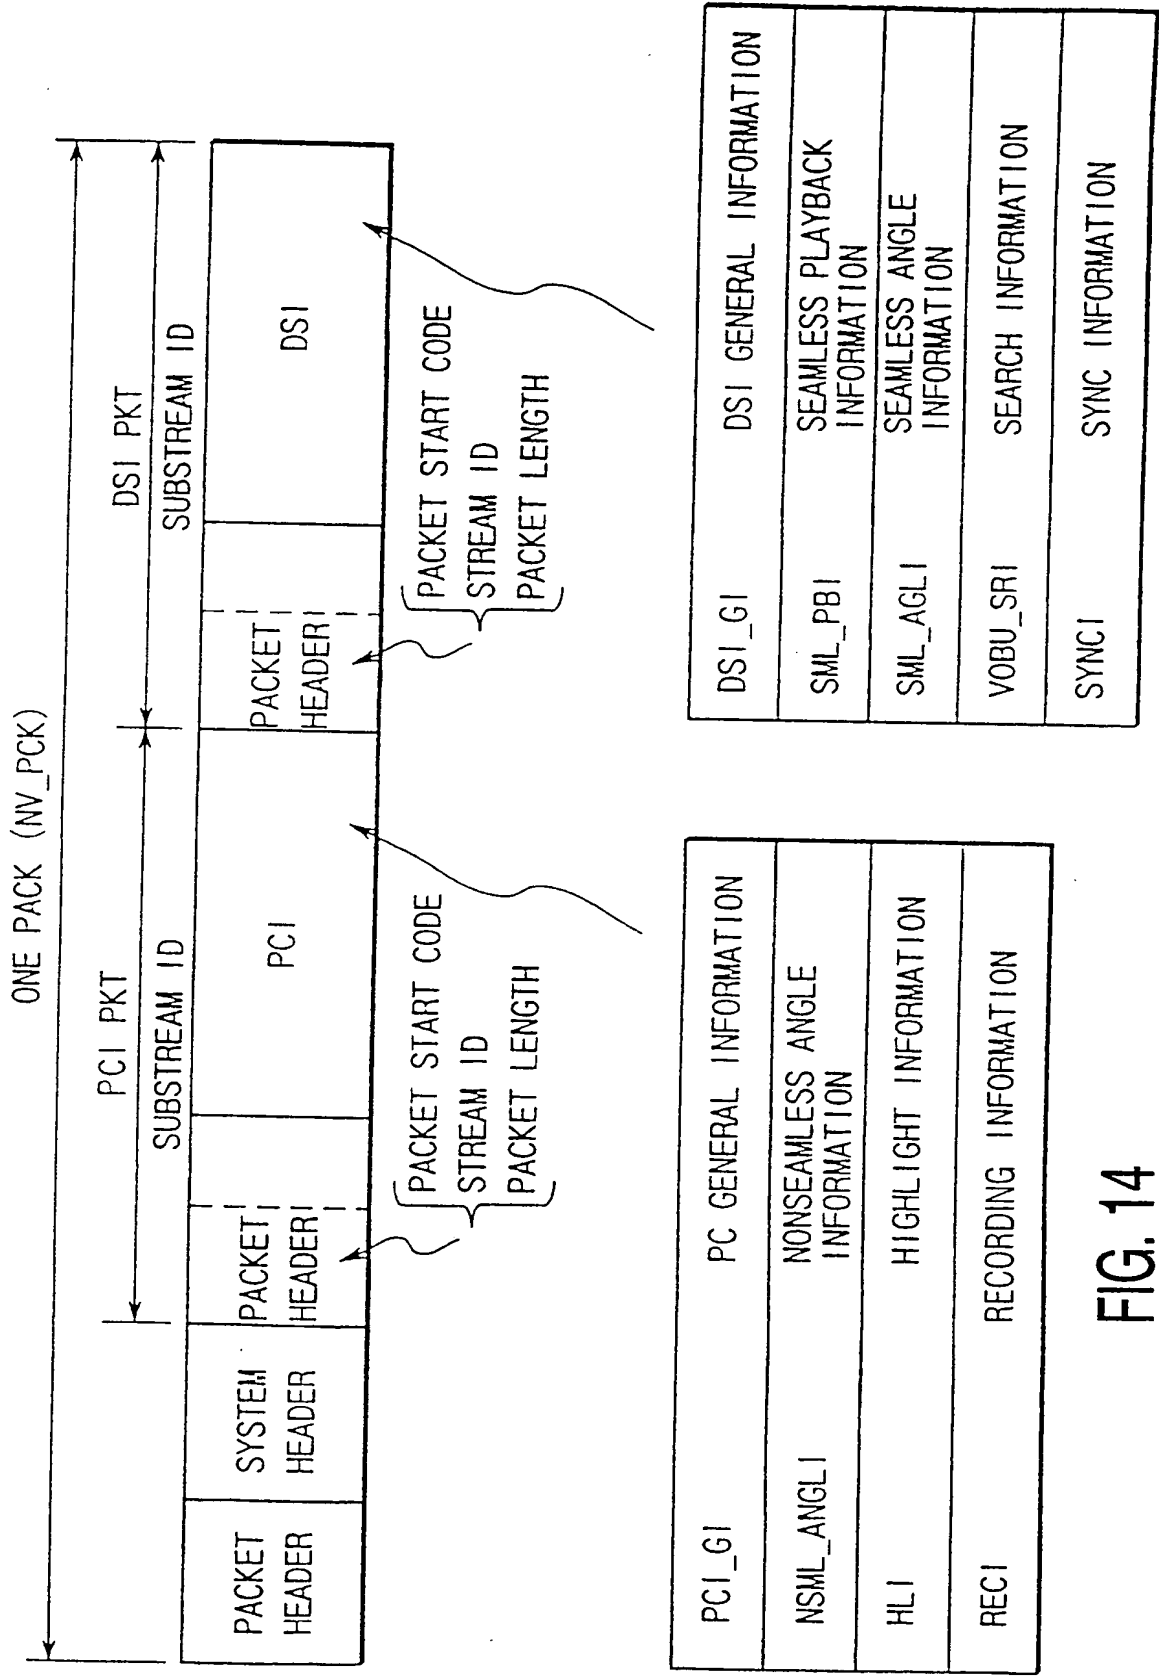 ONE PACK (NV_PCK)
PCI PKT
DSI PKT
SUBSTREAM ID
SUBSTREAM ID
PACKET
HEADER
SYSTEM
HEADER
PACKET
HEADER
PCI
PACKET
HEADER
DSI
PACKET START CODE
STREAM ID
PACKET LENGTH
PACKET START CODE
STREAM ID
PACKET LENGTH
PCI_GI PC GENERAL INFORMATION
NSML_ANGLI NONSEAMLESS ANGLE
INFORMATION
HLI HIGHLIGHT INFORMATION
RECI RECORDING INFORMATION
DSI_GI DSI GENERAL INFORMATION
SML_PBI SEAMLESS PLAYBACK
INFORMATION
SML_AGLI SEAMLESS ANGLE
INFORMATION
VOBU_SRI SEARCH INFORMATION
SYNCI SYNC INFORMATION
FIG. 14